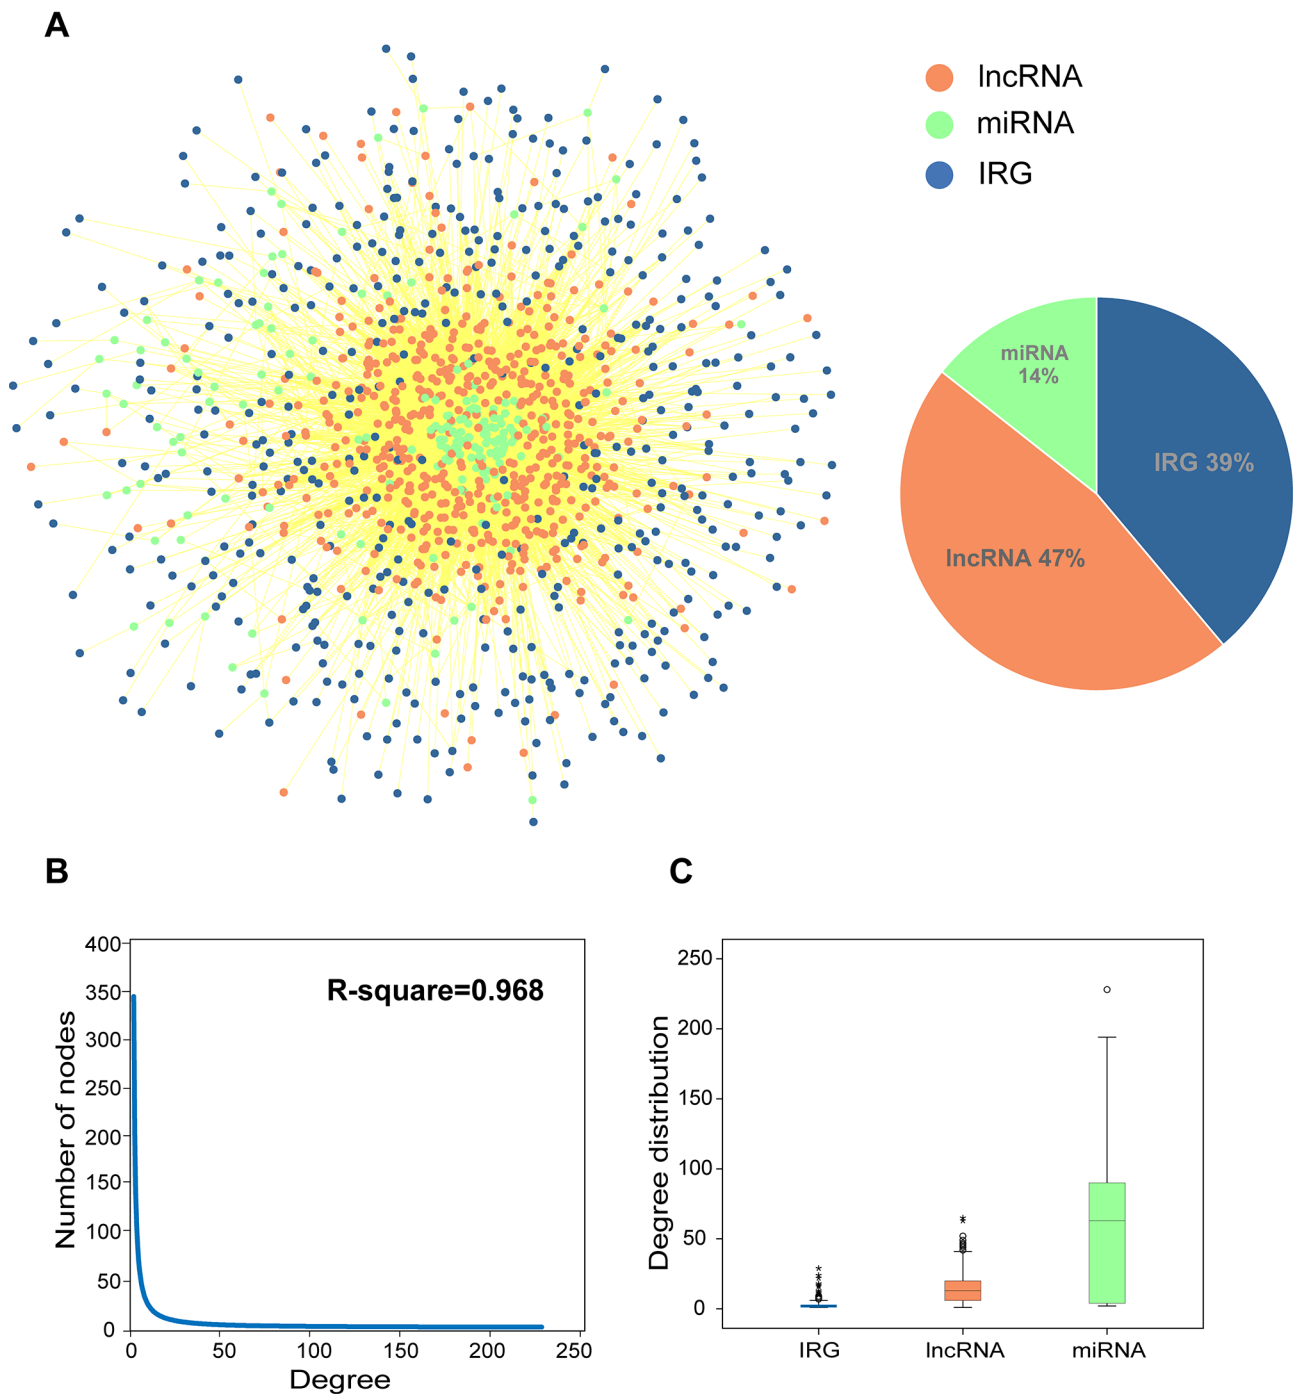 A
lncRNA
miRNA
IRG
miRNA
14%
IRG 39%
lncRNA 47%
B
C
400
350
300
250
200
150
100
50
0
Number of nodes
R-square=0.968
0
50
100
150
200
250
Degree
250
200
150
100
50
0
Degree distribution
IRG
lncRNA
miRNA